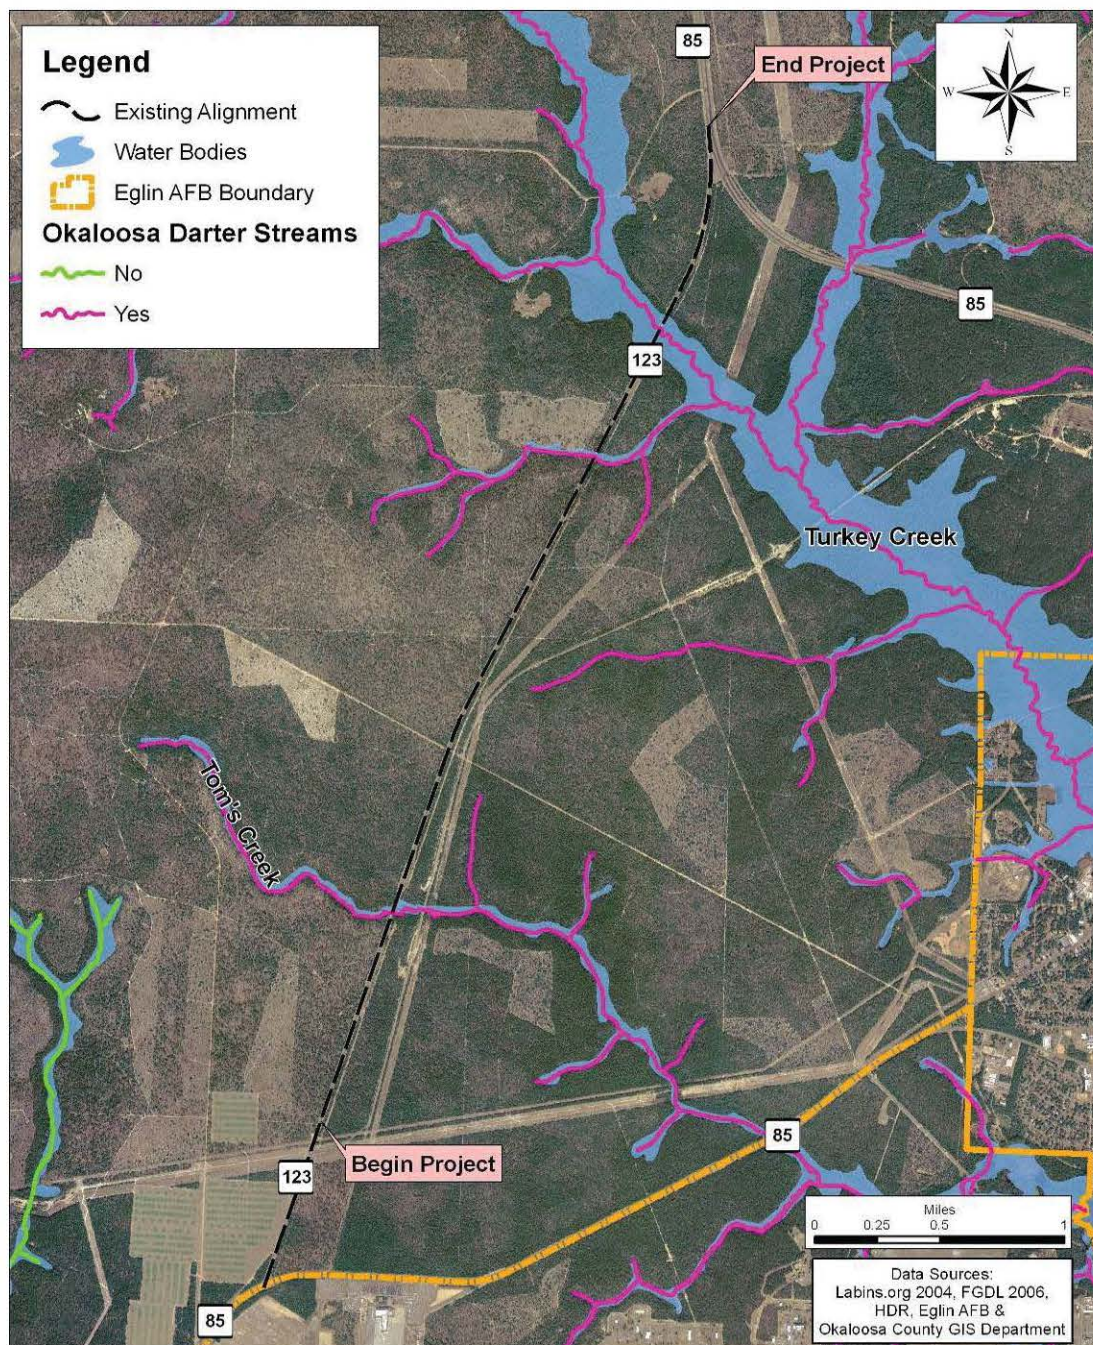 Legend
Existing Alignment
Water Bodies
Eglin AFB Boundary
Okaloosa Darter Streams
No
Yes
85
End Project
N
W E
S
85
123
Turkey Creek
Tom's Creek
85
Begin Project
123
Miles
0 0.25 0.5 1
Data Sources:
Labins.org 2004, FGDL 2006,
HDR, Eglin AFB &
Okaloosa County GIS Department
85